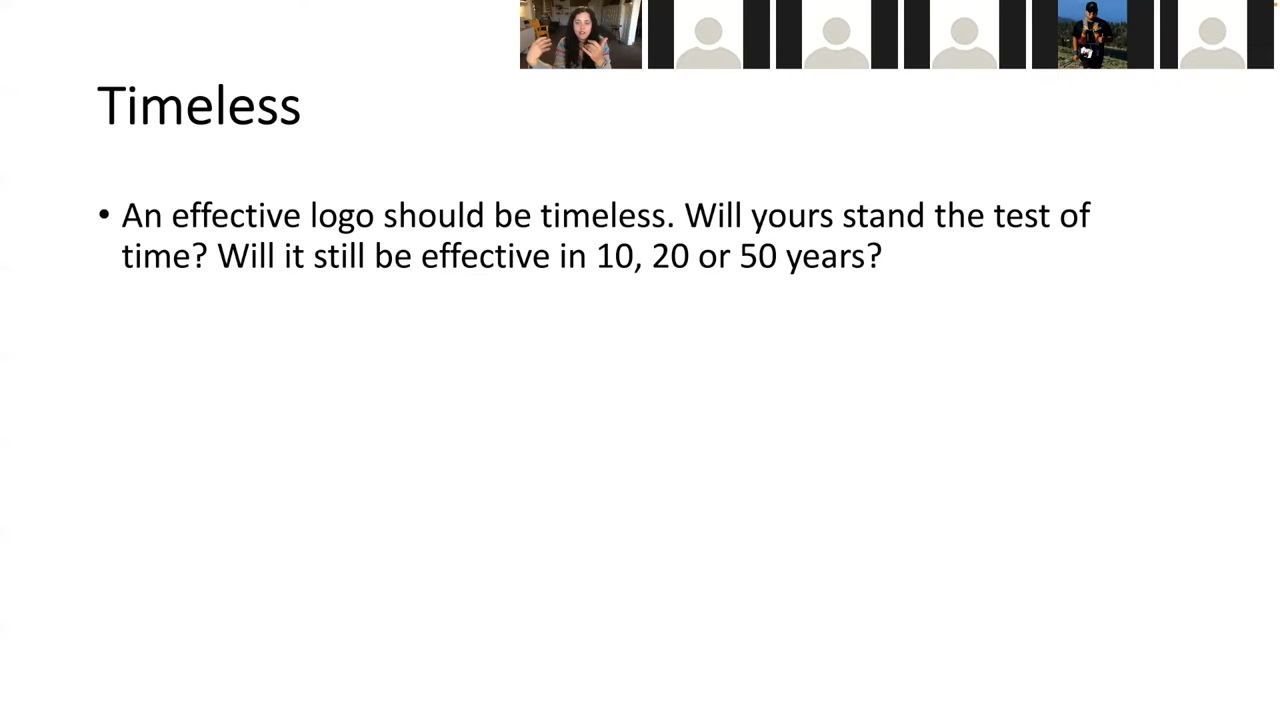 Timeless
• An effective logo should be timeless. Will yours stand the test of
time? Will it still be effective in 10, 20 or 50 years?